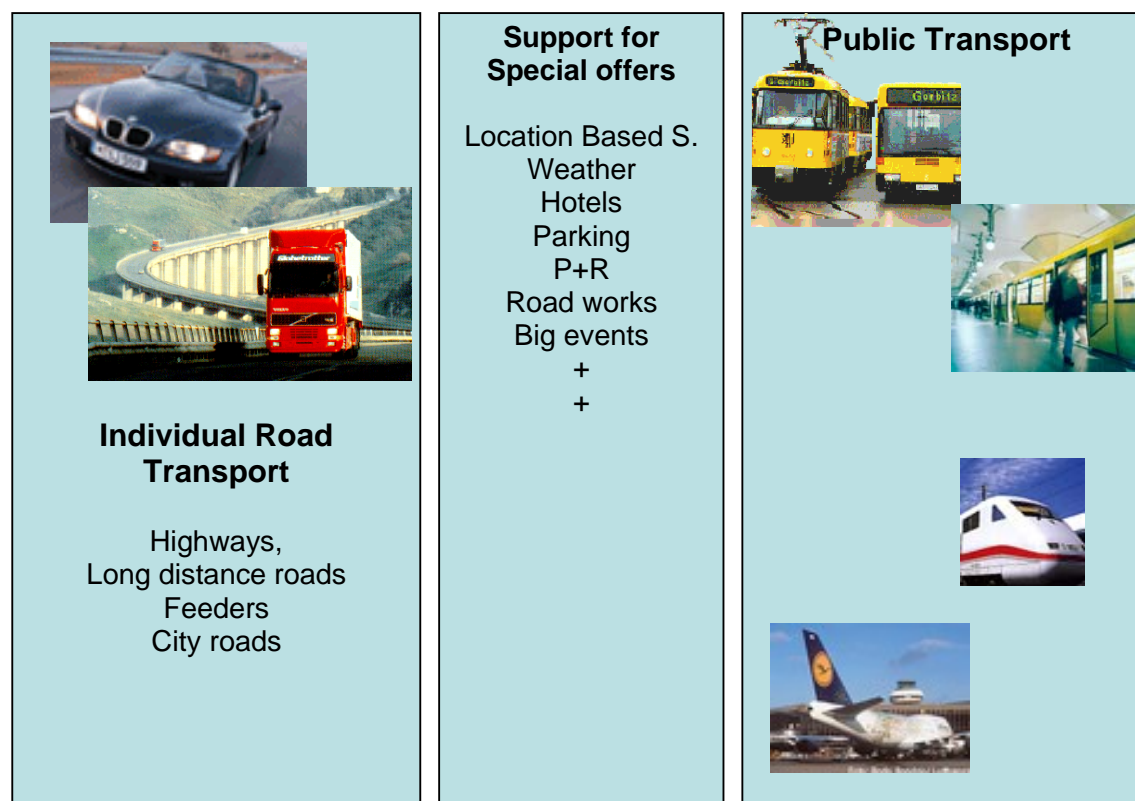 Individual Road
Transport
Highways,
Long distance roads
Feeders
City roads
Support for
Special offers
Location Based S.
Weather
Hotels
Parking
P+R
Road works
Big events
+
+
Public Transport
Gorbitz